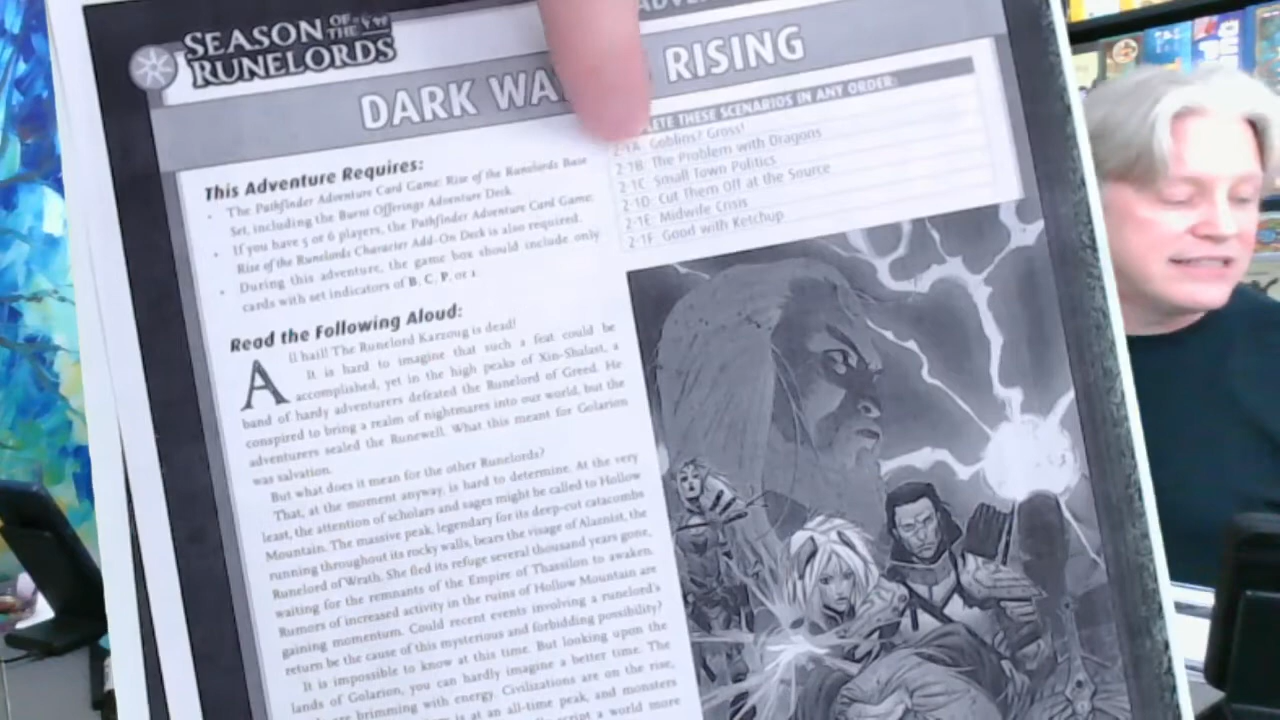 SEASON OF THE
RUNELORDS
DARK WA RISING
This Adventure Requires:
• The Pathfinder Adventure Card Game: Rise of the Runelords Base
Set, including the Burnt Offerings Adventure Deck.
• If you have 5 or 6 players, the Pathfinder Adventure Card Game:
Rise of the Runelords Character Add-On Deck is also required.
• During this adventure, the game box should include only
cards with set indicators of B, C, P, or 1
Read the Following Aloud:
All hail! The Runelord Karzoug is dead!
It is hard to imagine that such a feat could be
accomplished, yet in the high peaks of Xin-Shalast, a
band of hardy adventurers defeated the Runelord of Greed. He
conspired to bring a realm of nightmares into our world, but the
adventurers sealed the Runewell. What this meant for Golarion
was salvation.
But what does it mean for the other Runelords?
That, at the moment anyway, is hard to determine. At the very
least, the attention of scholars and sages might be called to Hollow
Mountain. The massive peak, legendary for its deep-cut catacombs
running throughout its rocky walls, bears the visage of Alaznist, the
Runelord of Wrath. She fled its refuge several thousand years gone,
waiting for the remnants of the Empire of Thassilon to awaken.
Rumors of increased activity in the ruins of Hollow Mountain are
gaining momentum. Could recent events involving a runelord's
return be the cause of this mysterious and forbidding possibility?
It is impossible to know at this time. But looking upon the
lands of Golarion, you can hardly imagine a better time. The
brimming with energy. Civilizations are on the rise,
is at an all-time peak, and monsters
a world more
ETE THESE SCENARIOS IN ANY ORDER:
2-1A: Goblins? Gross!
2-1B: The Problem with Dragons
2-1C: Small Town Politics
2-1D: Cut Them Off at the Source
2-1E: Midwife Crisis
2-1F: Good with Ketchup